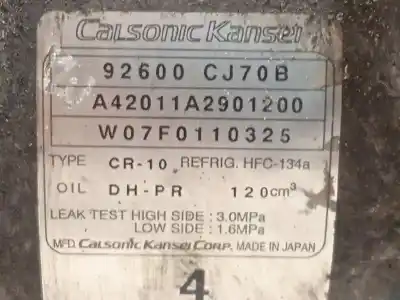 Calsonic Kansei
92600 CJ70B
A42011A2901200
W07F0110325
TYPE CR-10 REFRIG. HFC-134a
OIL DH-PR 120cm³
LEAK TEST HIGH SIDE : 3.0MPa
LOW SIDE : 1.6MPa
MFD. Calsonic Kansei Corp. MADE IN JAPAN
4